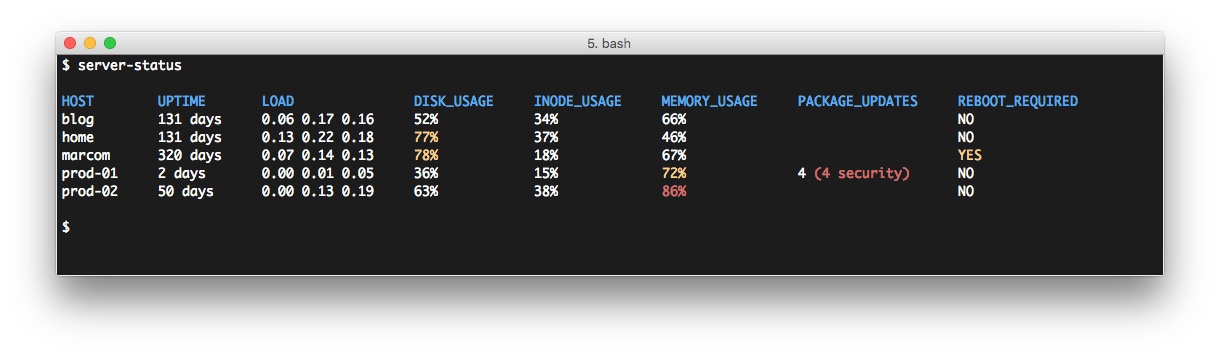 5. bash
$ server-status
HOST UPTIME LOAD DISK_USAGE INODE_USAGE MEMORY_USAGE PACKAGE_UPDATES REBOOT_REQUIRED
blog 131 days 0.06 0.17 0.16 52% 34% 66% NO
home 131 days 0.13 0.22 0.18 77% 37% 46% NO
marcom 320 days 0.07 0.14 0.13 78% 18% 67% YES
prod-01 2 days 0.00 0.01 0.05 36% 15% 72% 4 (4 security) NO
prod-02 50 days 0.00 0.13 0.19 63% 38% 86% NO
$